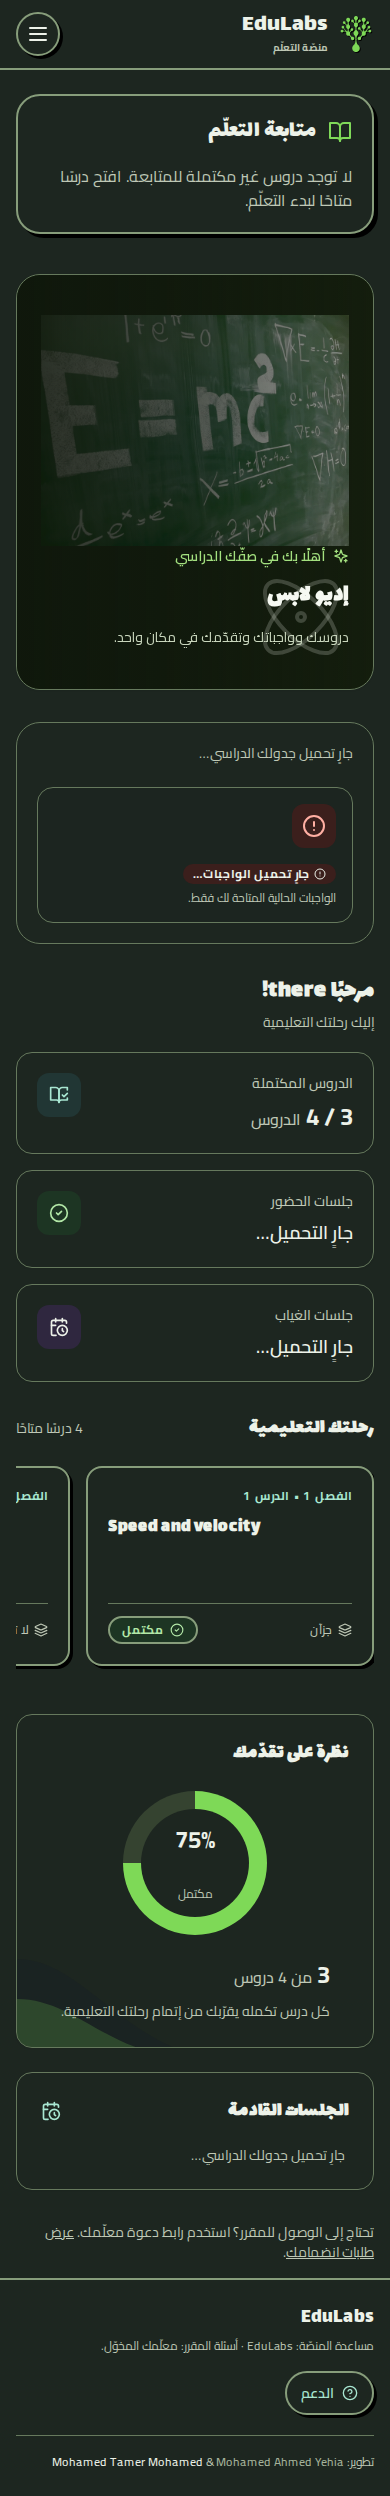 EduLabs
منصّة التعلّم
متابعة التعلّم
لا توجد دروس غير مكتملة للمتابعة. افتح درسًا
متاحًا لبدء التعلّم.
E = mc²
أهلًا بك في صفّك الدراسي
إديو لابس
دروسك وواجباتك وتقدّمك في مكان واحد.
جارٍ تحميل جدولك الدراسي...
جارٍ تحميل الواجبات...
الواجبات الحالية المتاحة لك فقط.
مرحبًا there!
إليك رحلتك التعليمية
الدروس المكتملة
3 / 4 الدروس
جلسات الحضور
جارٍ التحميل...
جلسات الغياب
جارٍ التحميل...
رحلتك التعليمية
4 درسًا متاحًا
الفصل 1 • الدرس 1
Speed and velocity
جزآن
مكتمل
الفصل
نظرة على تقدّمك
75%
مكتمل
3 من 4 دروس
كل درس تكمله يقرّبك من إتمام رحلتك التعليمية.
الجلسات القادمة
جارٍ تحميل جدولك الدراسي...
تحتاج إلى الوصول للمقرر؟ استخدم رابط دعوة معلّمك. عرض
طلبات انضمامك.
EduLabs
مساعدة المنصّة: EduLabs · أسئلة المقرر: معلّمك المخوّل.
الدعم
تطوير: Mohamed Tamer Mohamed & Mohamed Ahmed Yehia